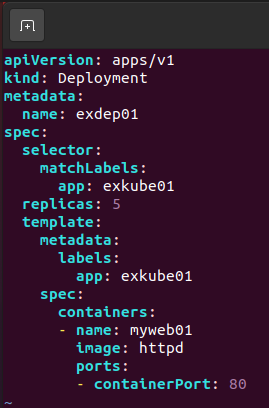 apiVersion: apps/v1
kind: Deployment
metadata:
  name: exdep01
spec:
  selector:
    matchLabels:
      app: exkube01
  replicas: 5
  template:
    metadata:
      labels:
        app: exkube01
    spec:
      containers:
      - name: myweb01
        image: httpd
        ports:
        - containerPort: 80
~